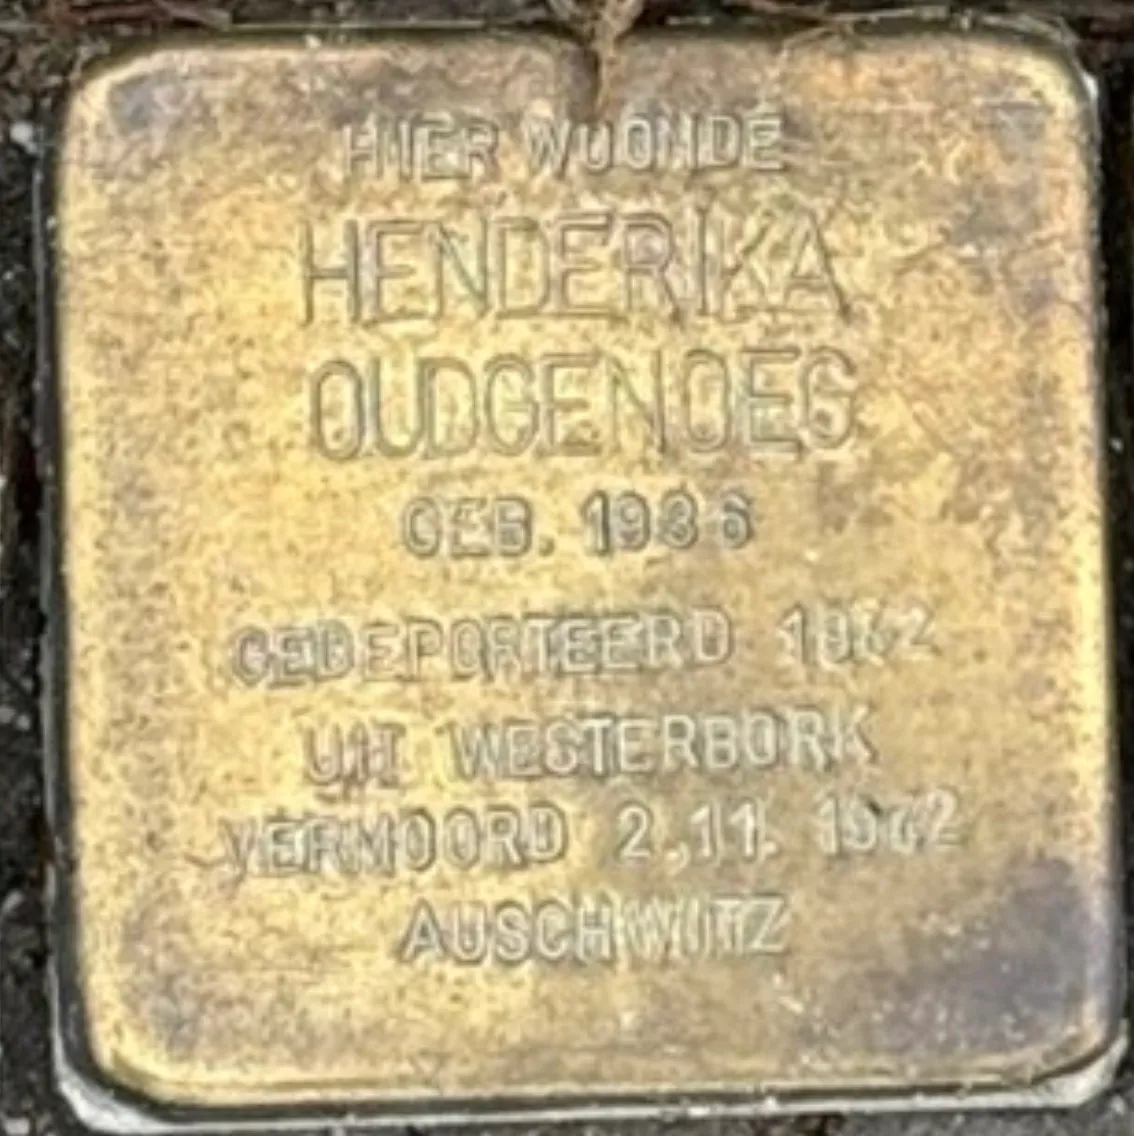 HIER WOONDE
HENDERIKA
OUDGENOEG
GEB. 1936
GEDEPORTEERD 1942
UIT WESTERBORK
VERMOORD 2.11.1942
AUSCHWITZ